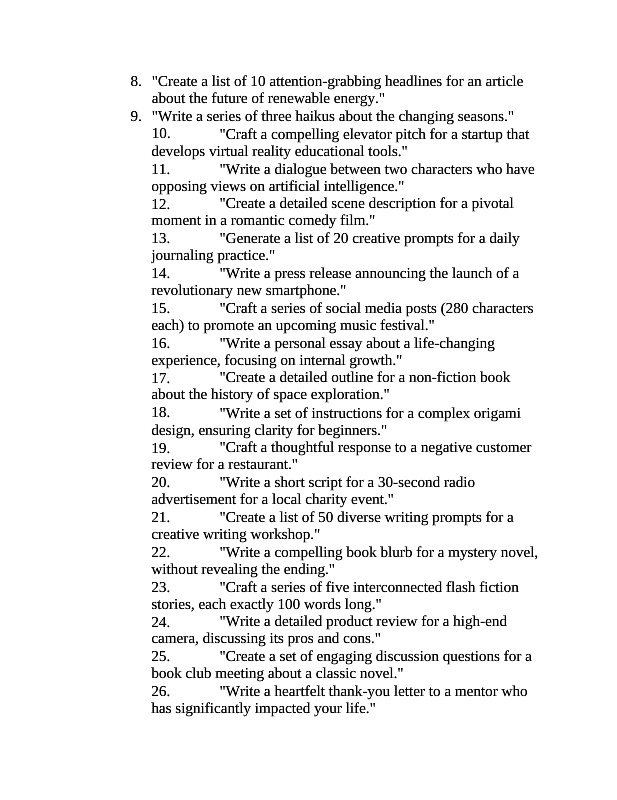 8. "Create a list of 10 attention-grabbing headlines for an article
about the future of renewable energy."
9. "Write a series of three haikus about the changing seasons."
10. "Craft a compelling elevator pitch for a startup that
develops virtual reality educational tools."
11. "Write a dialogue between two characters who have
opposing views on artificial intelligence."
12. "Create a detailed scene description for a pivotal
moment in a romantic comedy film."
13. "Generate a list of 20 creative prompts for a daily
journaling practice."
14. "Write a press release announcing the launch of a
revolutionary new smartphone."
15. "Craft a series of social media posts (280 characters
each) to promote an upcoming music festival."
16. "Write a personal essay about a life-changing
experience, focusing on internal growth."
17. "Create a detailed outline for a non-fiction book
about the history of space exploration."
18. "Write a set of instructions for a complex origami
design, ensuring clarity for beginners."
19. "Craft a thoughtful response to a negative customer
review for a restaurant."
20. "Write a short script for a 30-second radio
advertisement for a local charity event."
21. "Create a list of 50 diverse writing prompts for a
creative writing workshop."
22. "Write a compelling book blurb for a mystery novel,
without revealing the ending."
23. "Craft a series of five interconnected flash fiction
stories, each exactly 100 words long."
24. "Write a detailed product review for a high-end
camera, discussing its pros and cons."
25. "Create a set of engaging discussion questions for a
book club meeting about a classic novel."
26. "Write a heartfelt thank-you letter to a mentor who
has significantly impacted your life."